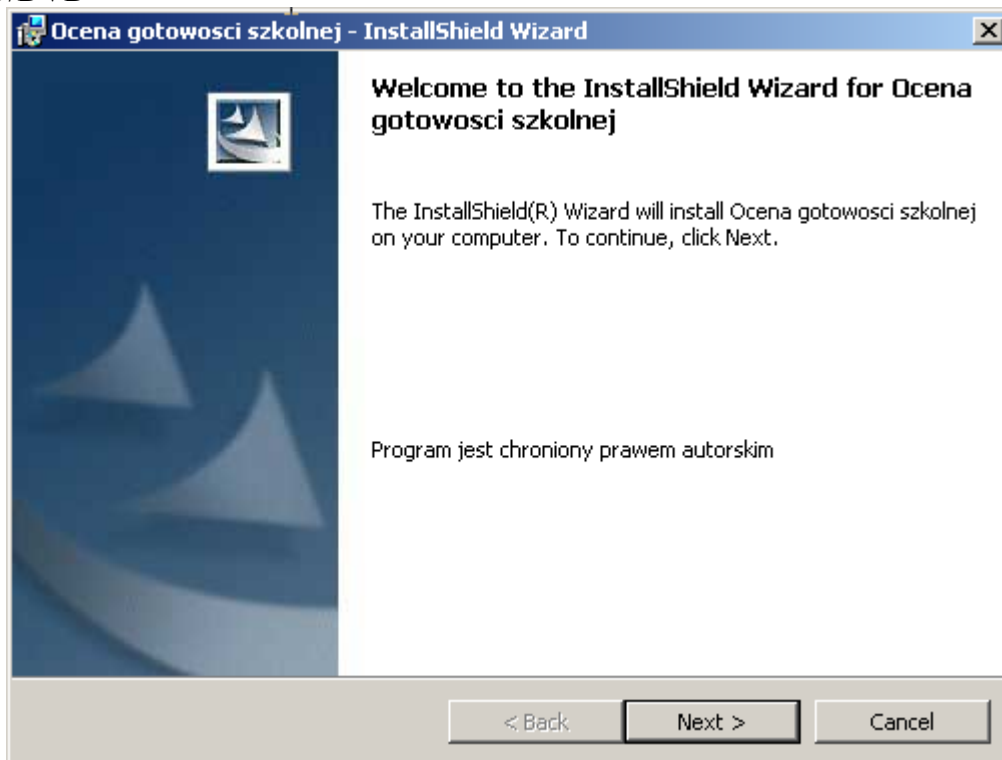 Ocena gotowosci szkolnej - InstallShield Wizard
Welcome to the InstallShield Wizard for Ocena
gotowosci szkolnej
The InstallShield(R) Wizard will install Ocena gotowosci szkolnej
on your computer. To continue, click Next.
Program jest chroniony prawem autorskim
< Back
Next >
Cancel